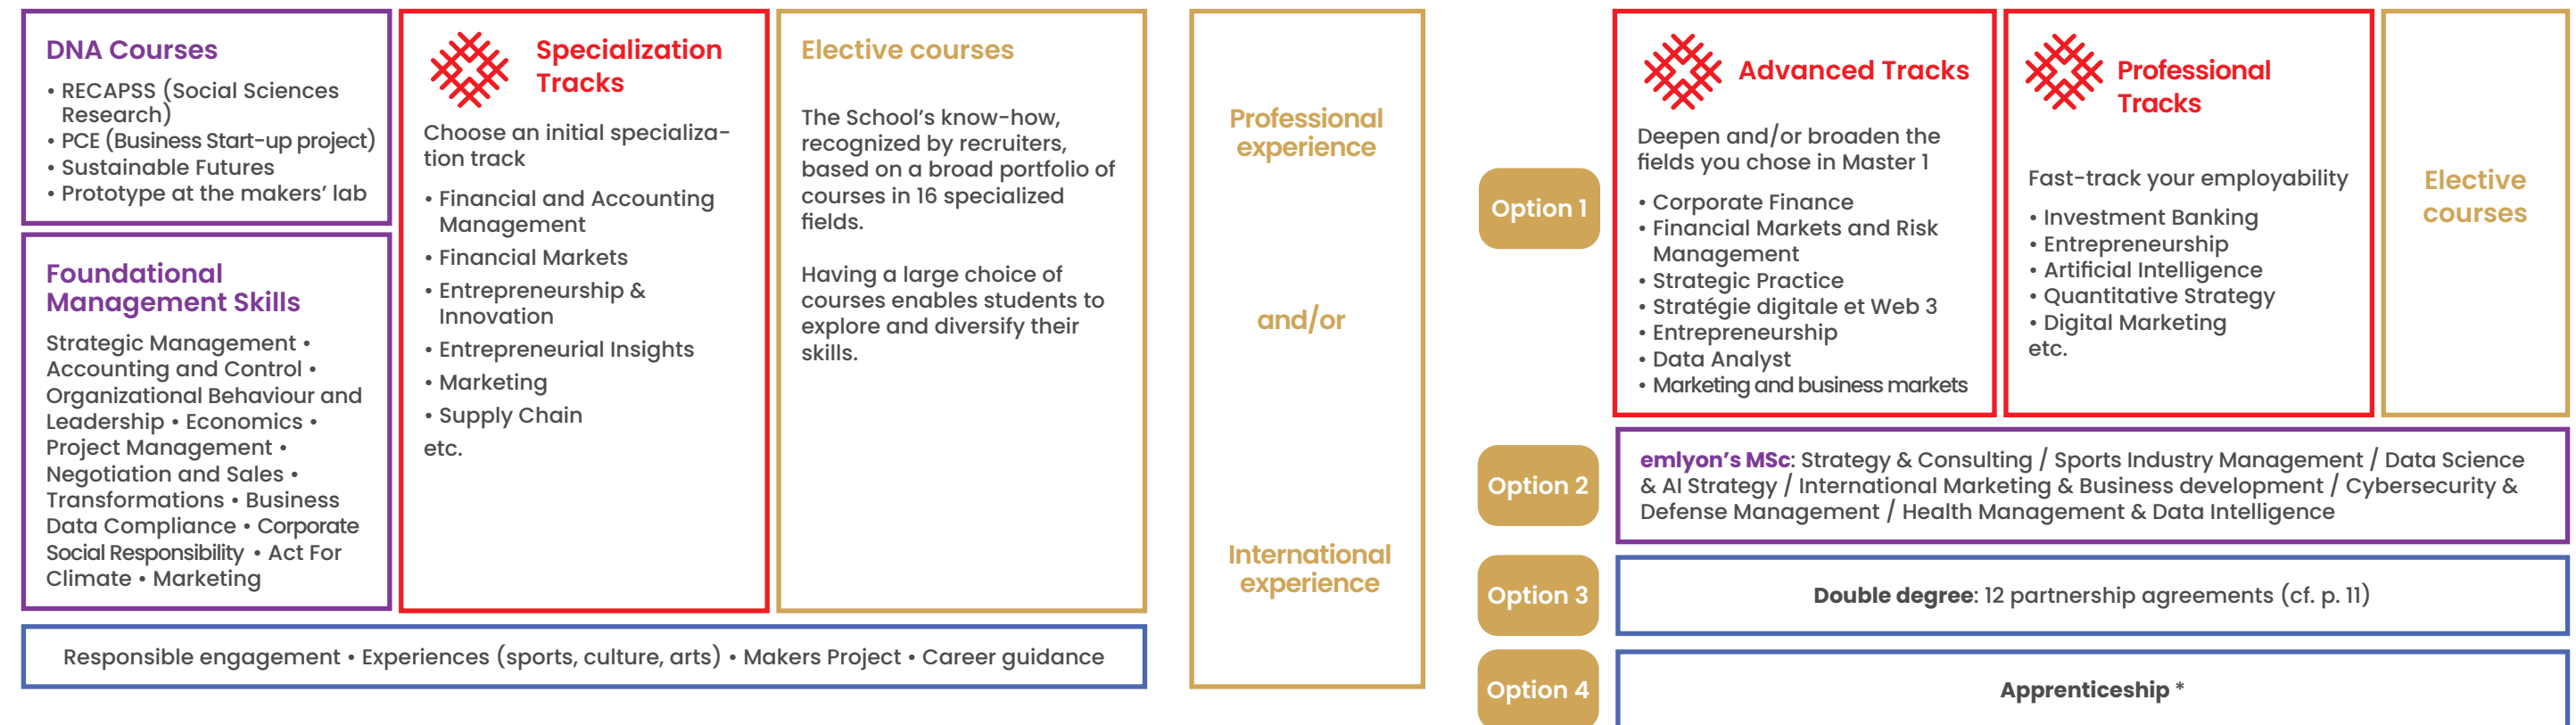 DNA Courses
• RECAPSS (Social Sciences
Research)
• PCE (Business Start-up project)
• Sustainable Futures
• Prototype at the makers’ lab
Foundational
Management Skills
Strategic Management •
Accounting and Control •
Organizational Behaviour and
Leadership • Economics •
Project Management •
Negotiation and Sales •
Transformations • Business
Data Compliance • Corporate
Social Responsibility • Act For
Climate • Marketing
Specialization
Tracks
Choose an initial specializa-
tion track
• Financial and Accounting
Management
• Financial Markets
• Entrepreneurship &
Innovation
• Entrepreneurial Insights
• Marketing
• Supply Chain
etc.
Elective courses
The School’s know-how,
recognized by recruiters,
based on a broad portfolio of
courses in 16 specialized
fields.
Having a large choice of
courses enables students to
explore and diversify their
skills.
Responsible engagement • Experiences (sports, culture, arts) • Makers Project • Career guidance
Professional
experience
and/or
International
experience
Option 1
Advanced Tracks
Deepen and/or broaden the
fields you chose in Master 1
• Corporate Finance
• Financial Markets and Risk
Management
• Strategic Practice
• Stratégie digitale et Web 3
• Entrepreneurship
• Data Analyst
• Marketing and business markets
Professional
Tracks
Fast-track your employability
• Investment Banking
• Entrepreneurship
• Artificial Intelligence
• Quantitative Strategy
• Digital Marketing
etc.
Elective
courses
Option 2
emlyon’s MSc: Strategy & Consulting / Sports Industry Management / Data Science
& AI Strategy / International Marketing & Business development / Cybersecurity &
Defense Management / Health Management & Data Intelligence
Option 3
Double degree: 12 partnership agreements (cf. p. 11)
Option 4
Apprenticeship *